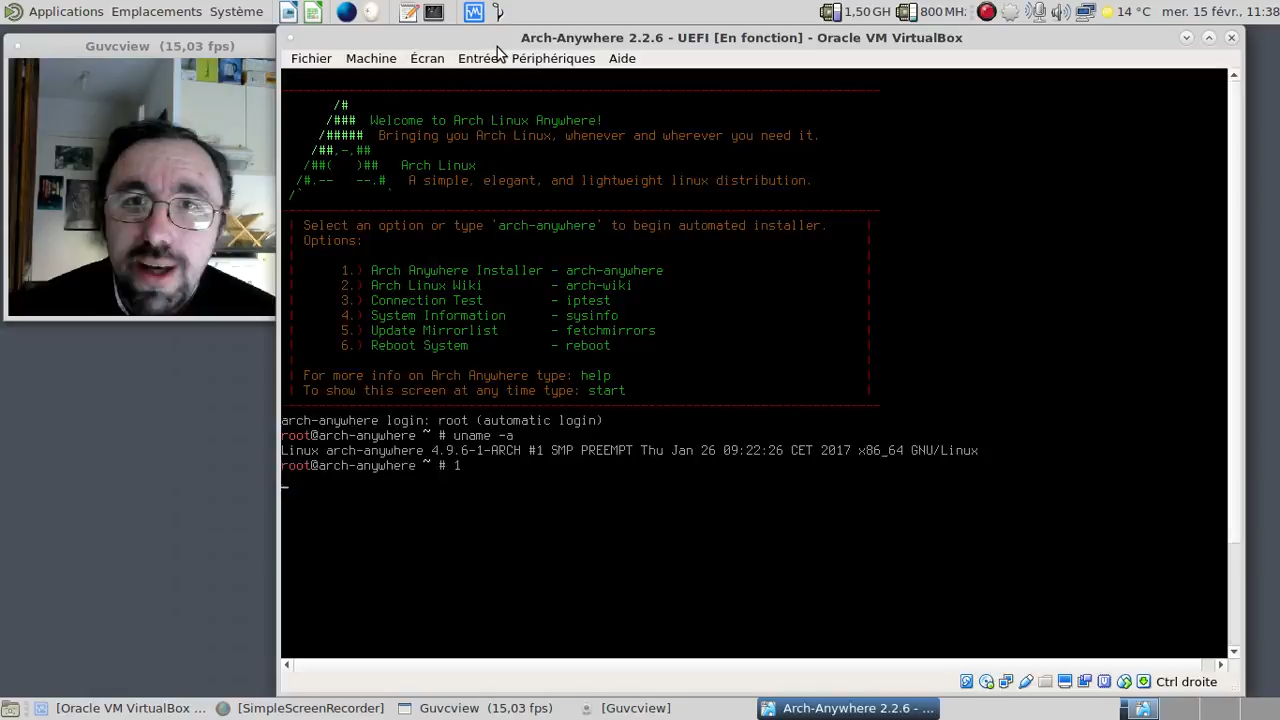 Applications Emplacements Système
1,50 GH 800 MH: 14 °C mer. 15 févr., 11:38
Guvcview (15,03 fps)
Arch-Anywhere 2.2.6 - UEFI [En fonction] - Oracle VM VirtualBox
Fichier Machine Écran Entrée Périphériques Aide
/#
/### Welcome to Arch Linux Anywhere!
/##### Bringing you Arch Linux, whenever and wherever you need it.
/##,-,##
/##( )## Arch Linux
/#.-- --.# A simple, elegant, and lightweight linux distribution.
/` `
Select an option or type 'arch-anywhere' to begin automated installer.
Options:
1.) Arch Anywhere Installer - arch-anywhere
2.) Arch Linux Wiki - arch-wiki
3.) Connection Test - iptest
4.) System Information - sysinfo
5.) Update Mirrorlist - fetchmirrors
6.) Reboot System - reboot
For more info on Arch Anywhere type: help
To show this screen at any time type: start
arch-anywhere login: root (automatic login)
root@arch-anywhere ~ # uname -a
Linux arch-anywhere 4.9.6-1-ARCH #1 SMP PREEMPT Thu Jan 26 09:22:26 CET 2017 x86_64 GNU/Linux
root@arch-anywhere ~ # 1
Ctrl droite
[Oracle VM VirtualBox ... [SimpleScreenRecorder] Guvcview (15,03 fps) [Guvcview] Arch-Anywhere 2.2.6 - ...